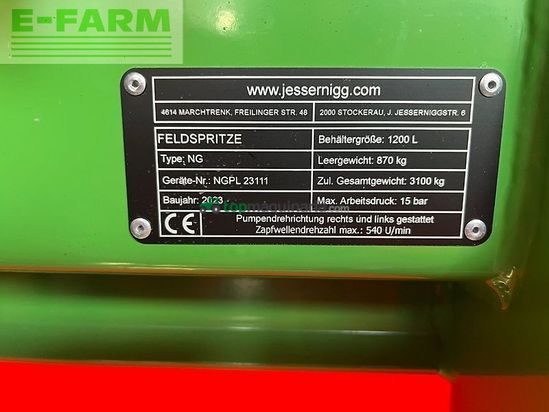 E-FARM
www.jessernigg.com
4614 MARCHTRENK, FREILINGER STR. 48 2000 STOCKERAU, J. JESSERNIGGSTR. 6
FELDSPRITZE Behältergröße: 1200 L
Type: NG Leergewicht: 870 kg
Geräte-Nr.: NGPL 23111 Zul. Gesamtgewicht: 3100 kg
Baujahr: 2023 Max. Arbeitsdruck: 15 bar
topmaquinaria.com
CE Pumpendrehrichtung rechts und links gestattet
Zapfwellendrehzahl max.: 540 U/min